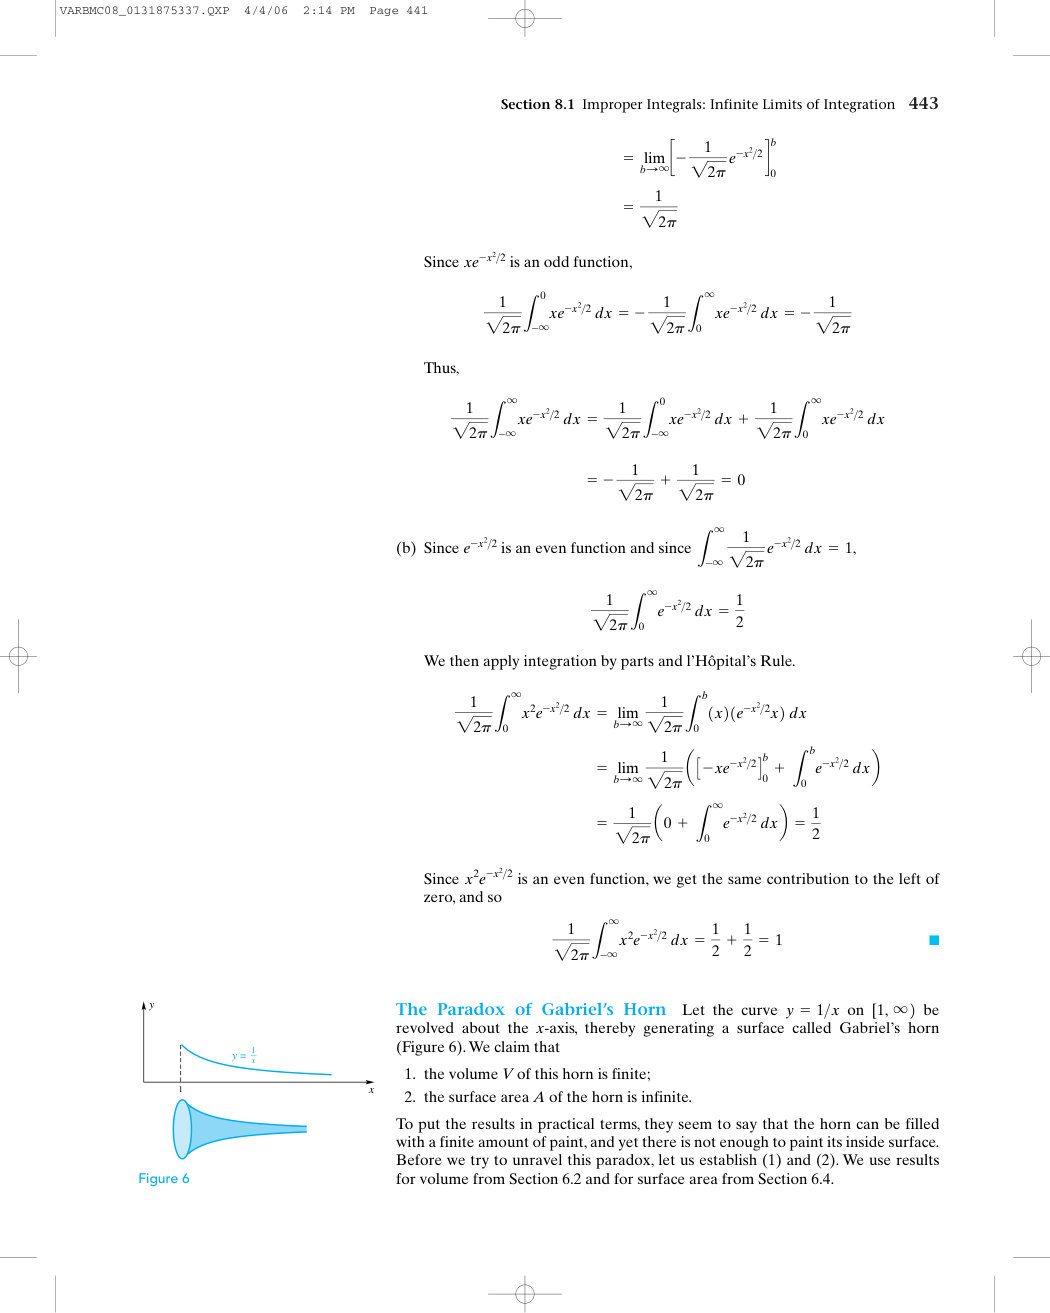 VARBMC08_0131875337.QXP 4/4/06 2:14 PM Page 441
Section 8.1 Improper Integrals: Infinite Limits of Integration 443
= lim_{b→∞} [−(1/√2π) e^{−x²/2}]_0^b
= 1/√2π
Since xe^{−x²/2} is an odd function,
(1/√2π) ∫_{−∞}^0 xe^{−x²/2} dx = −(1/√2π) ∫_0^∞ xe^{−x²/2} dx = −1/√2π
Thus,
(1/√2π) ∫_{−∞}^∞ xe^{−x²/2} dx = (1/√2π) ∫_{−∞}^0 xe^{−x²/2} dx + (1/√2π) ∫_0^∞ xe^{−x²/2} dx
= −1/√2π + 1/√2π = 0
(b) Since e^{−x²/2} is an even function and since ∫_{−∞}^∞ (1/√2π) e^{−x²/2} dx = 1,
(1/√2π) ∫_0^∞ e^{−x²/2} dx = 1/2
We then apply integration by parts and l'Hôpital's Rule.
(1/√2π) ∫_0^∞ x²e^{−x²/2} dx = lim_{b→∞} (1/√2π) ∫_0^b (x)(e^{−x²/2}x) dx
= lim_{b→∞} (1/√2π) ([−xe^{−x²/2}]_0^b + ∫_0^b e^{−x²/2} dx)
= (1/√2π) (0 + ∫_0^∞ e^{−x²/2} dx) = 1/2
Since x²e^{−x²/2} is an even function, we get the same contribution to the left of
zero, and so
(1/√2π) ∫_{−∞}^∞ x²e^{−x²/2} dx = 1/2 + 1/2 = 1
The Paradox of Gabriel's Horn Let the curve y = 1/x on [1, ∞) be
revolved about the x-axis, thereby generating a surface called Gabriel's horn
(Figure 6). We claim that
1. the volume V of this horn is finite;
2. the surface area A of the horn is infinite.
To put the results in practical terms, they seem to say that the horn can be filled
with a finite amount of paint, and yet there is not enough to paint its inside surface.
Before we try to unravel this paradox, let us establish (1) and (2). We use results
for volume from Section 6.2 and for surface area from Section 6.4.
y
y = 1/x
1
x
Figure 6